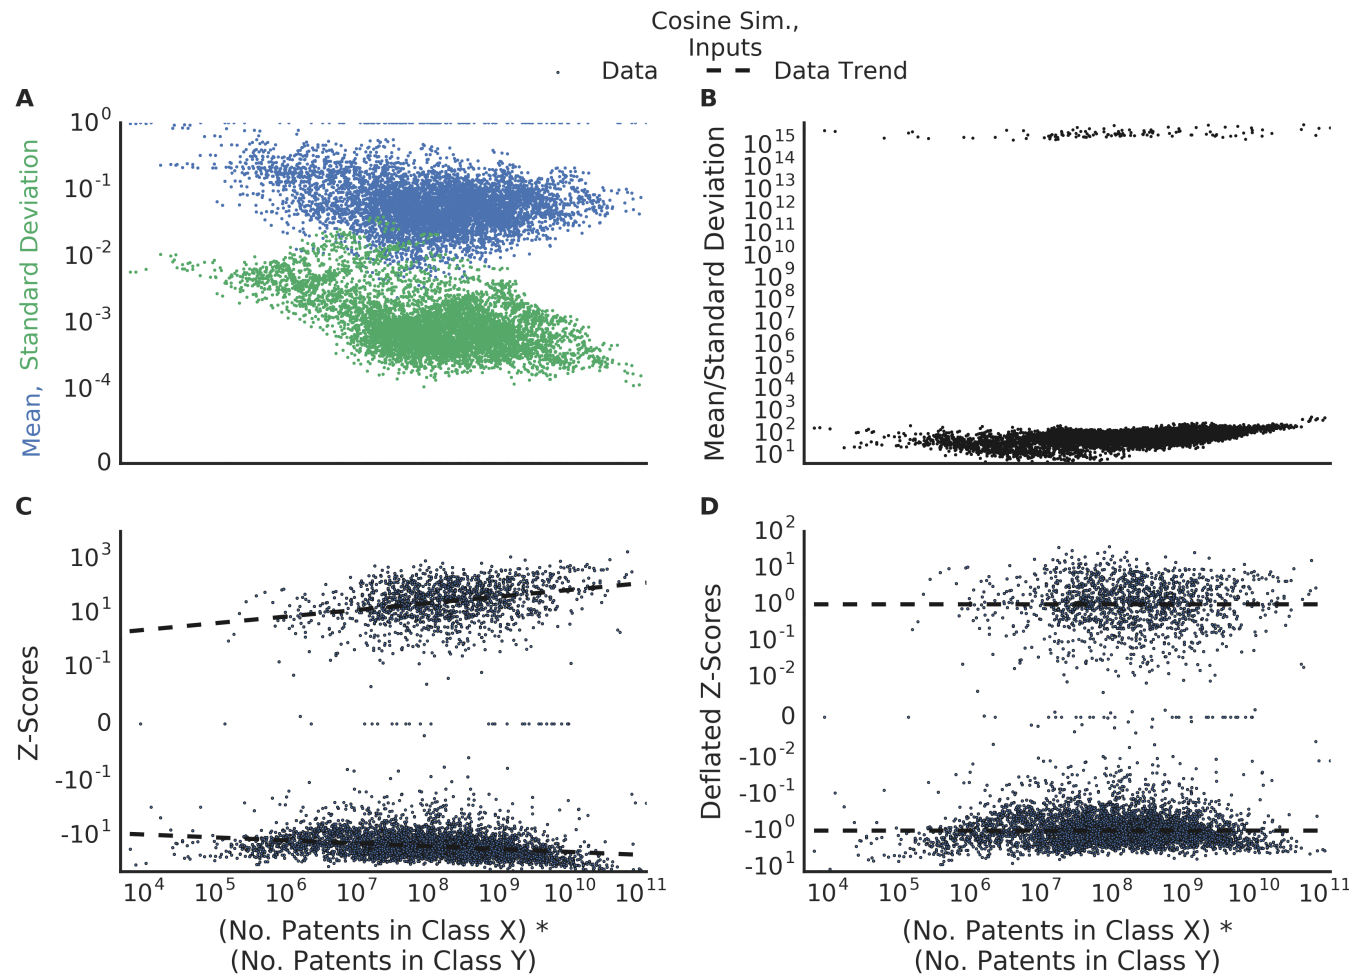 Cosine Sim.,
Inputs
Data Data Trend
A
10^0
10^-1
10^-2
10^-3
10^-4
0
Mean, Standard Deviation
B
10^15
10^14
10^13
10^12
10^11
10^10
10^9
10^8
10^7
10^6
10^5
10^4
10^3
10^2
10^1
Mean/Standard Deviation
C
10^3
10^1
10^-1
0
-10^-1
-10^1
Z-Scores
10^4 10^5 10^6 10^7 10^8 10^9 10^10 10^11
(No. Patents in Class X) *
(No. Patents in Class Y)
D
10^2
10^1
10^0
10^-1
10^-2
0
-10^-2
-10^-1
-10^0
-10^1
Deflated Z-Scores
10^4 10^5 10^6 10^7 10^8 10^9 10^10 10^11
(No. Patents in Class X) *
(No. Patents in Class Y)